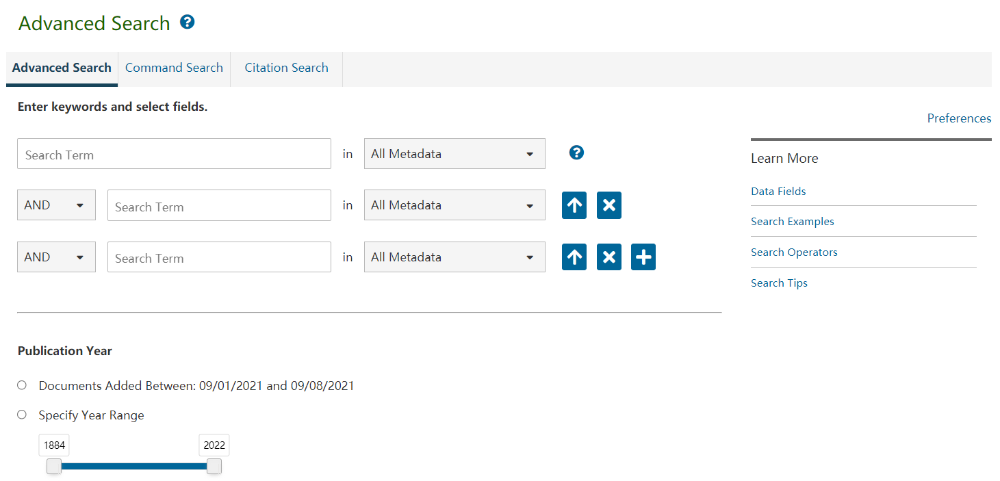 Advanced Search
Advanced Search Command Search Citation Search
Enter keywords and select fields.
Preferences
Search Term in All Metadata
Learn More
Data Fields
AND Search Term in All Metadata
Search Examples
Search Operators
AND Search Term in All Metadata
Search Tips
Publication Year
Documents Added Between: 09/01/2021 and 09/08/2021
Specify Year Range
1884 2022